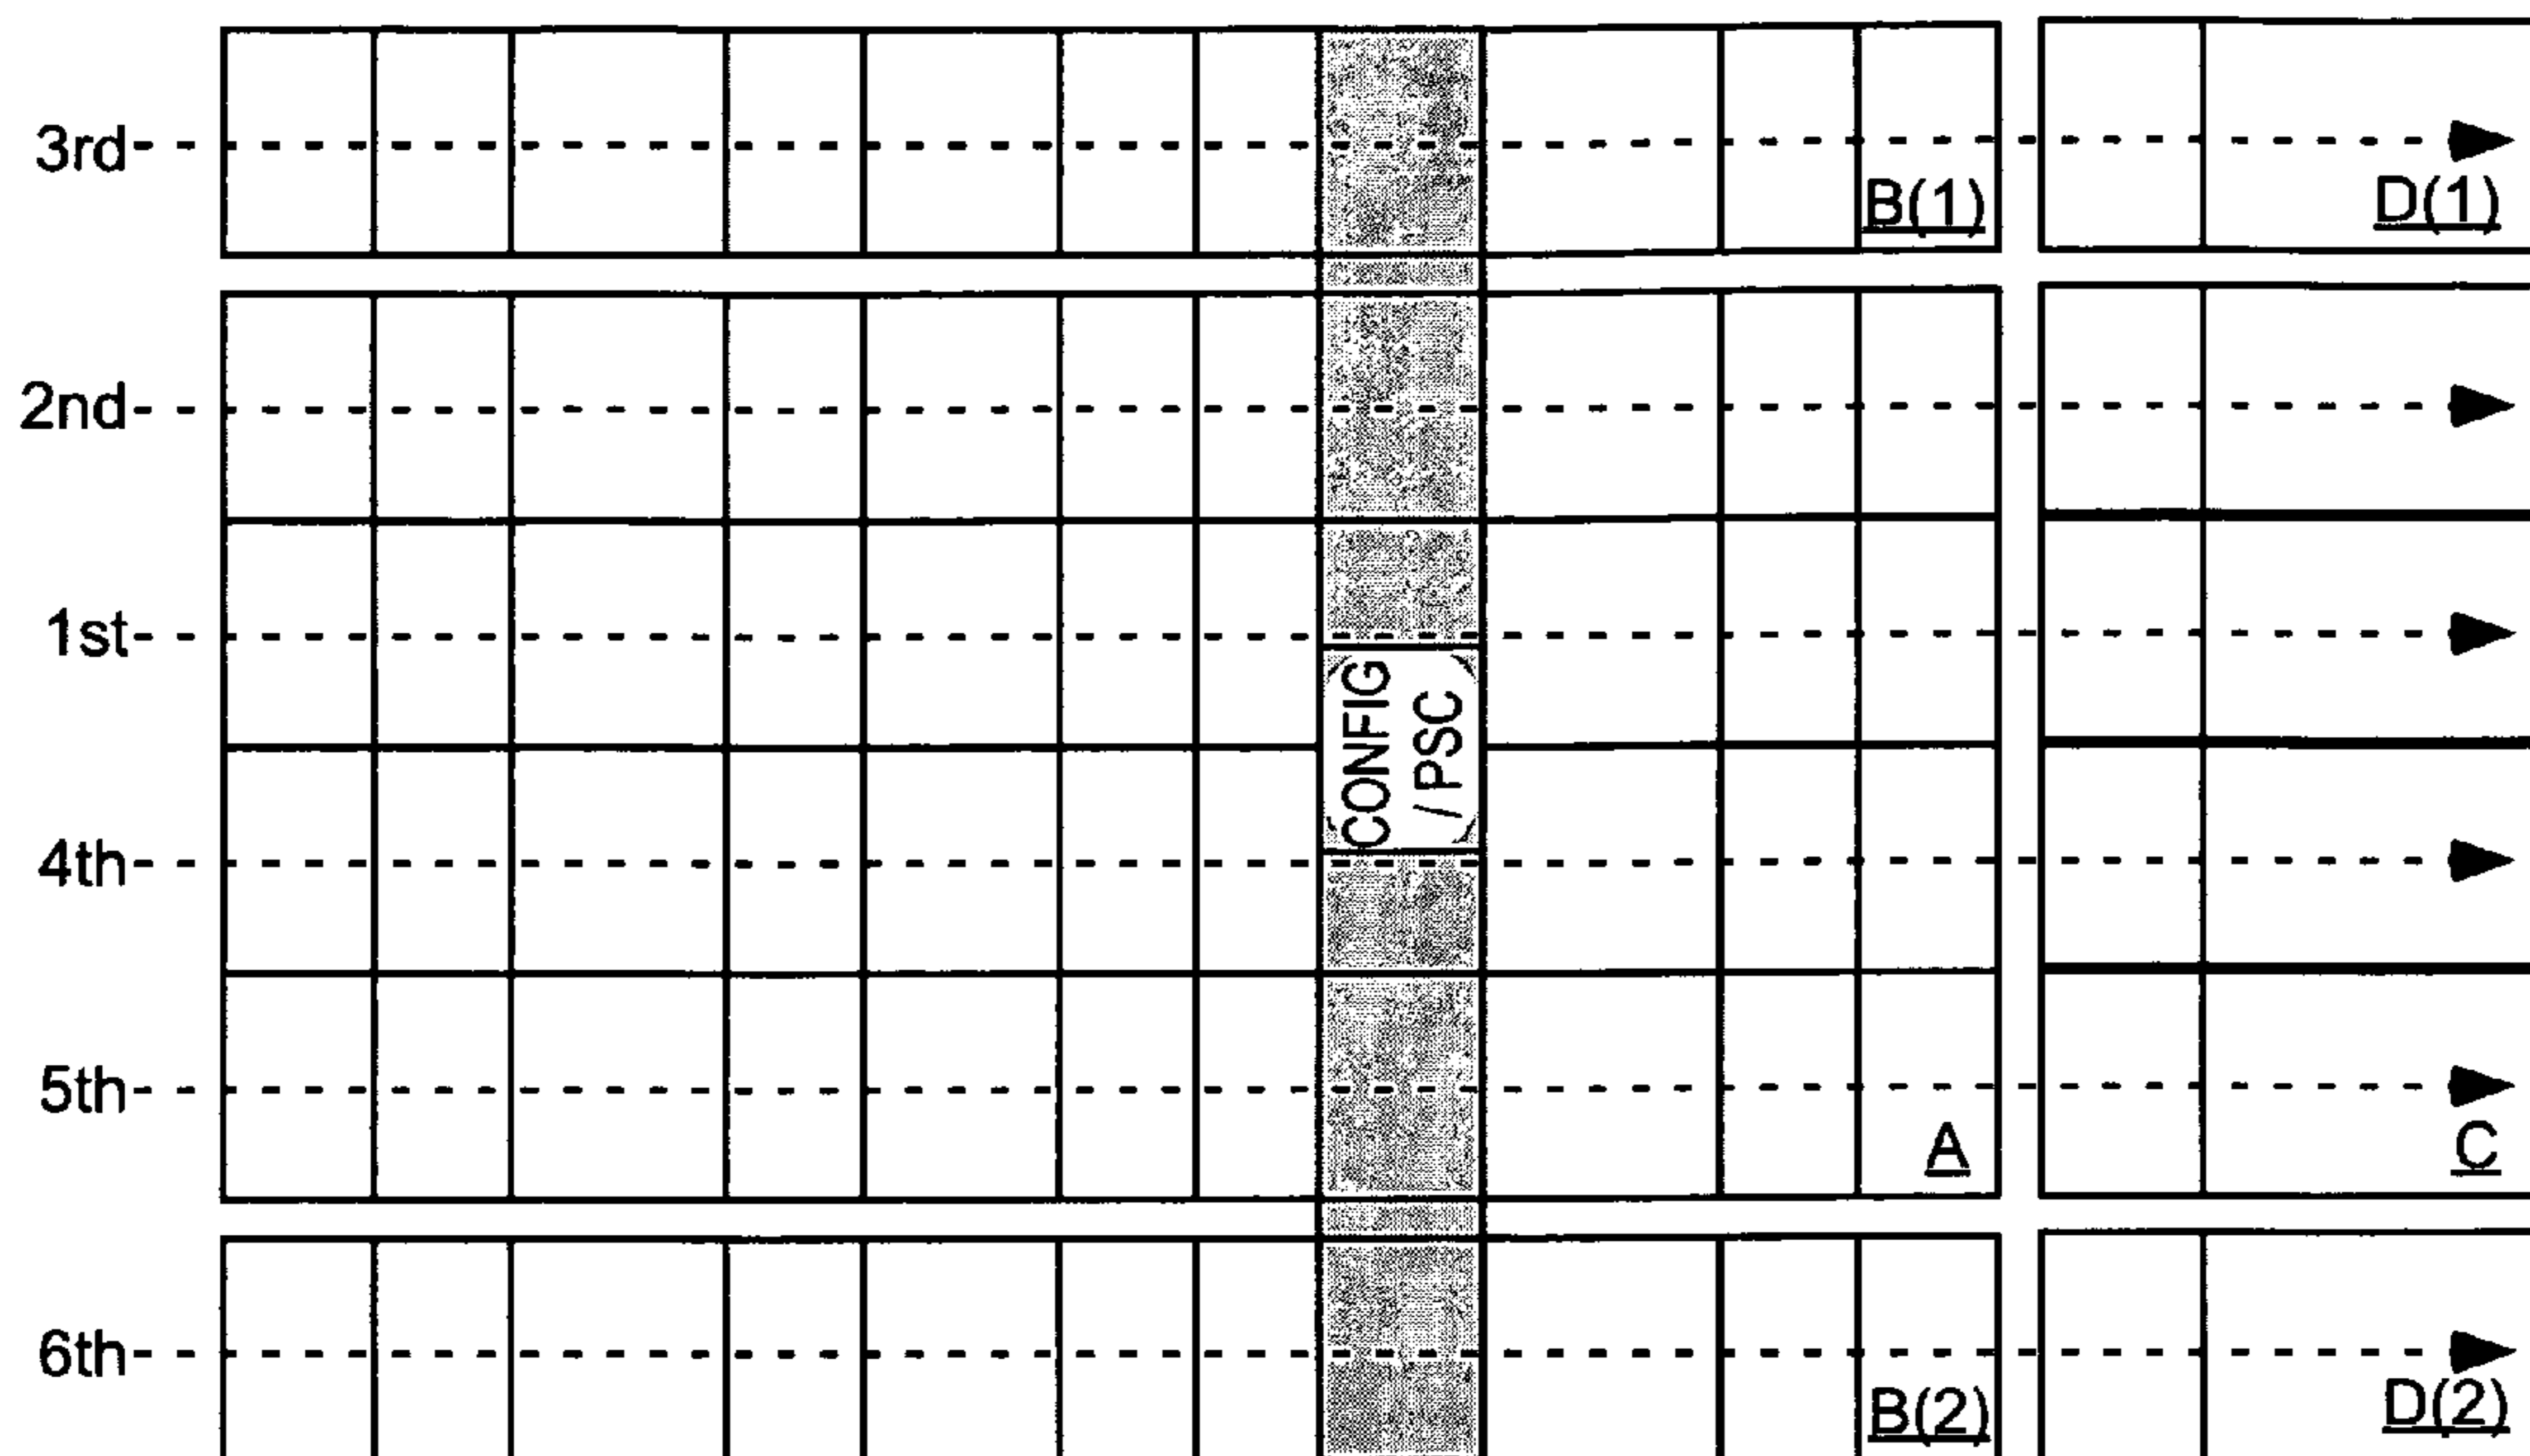 3rd
B(1)
D(1)
2nd
1st
CONFIG
/ PSC
4th
5th
A
C
6th
B(2)
D(2)